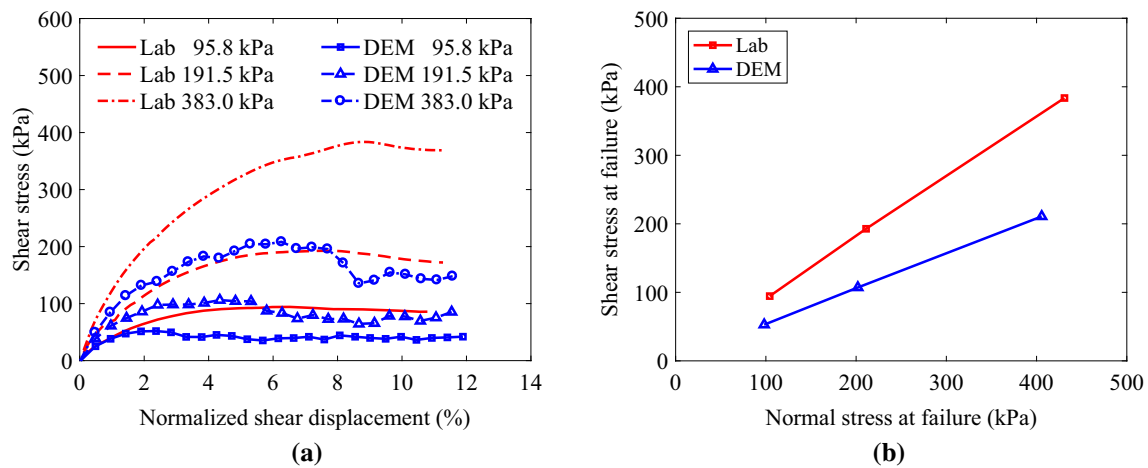 600
500
400
300
200
100
0
Shear stress (kPa)
Lab 95.8 kPa
Lab 191.5 kPa
Lab 383.0 kPa
DEM 95.8 kPa
DEM 191.5 kPa
DEM 383.0 kPa
0 2 4 6 8 10 12 14
Normalized shear displacement (%)
(a)
500
400
300
200
100
0
Shear stress at failure (kPa)
Lab
DEM
0 100 200 300 400 500
Normal stress at failure (kPa)
(b)